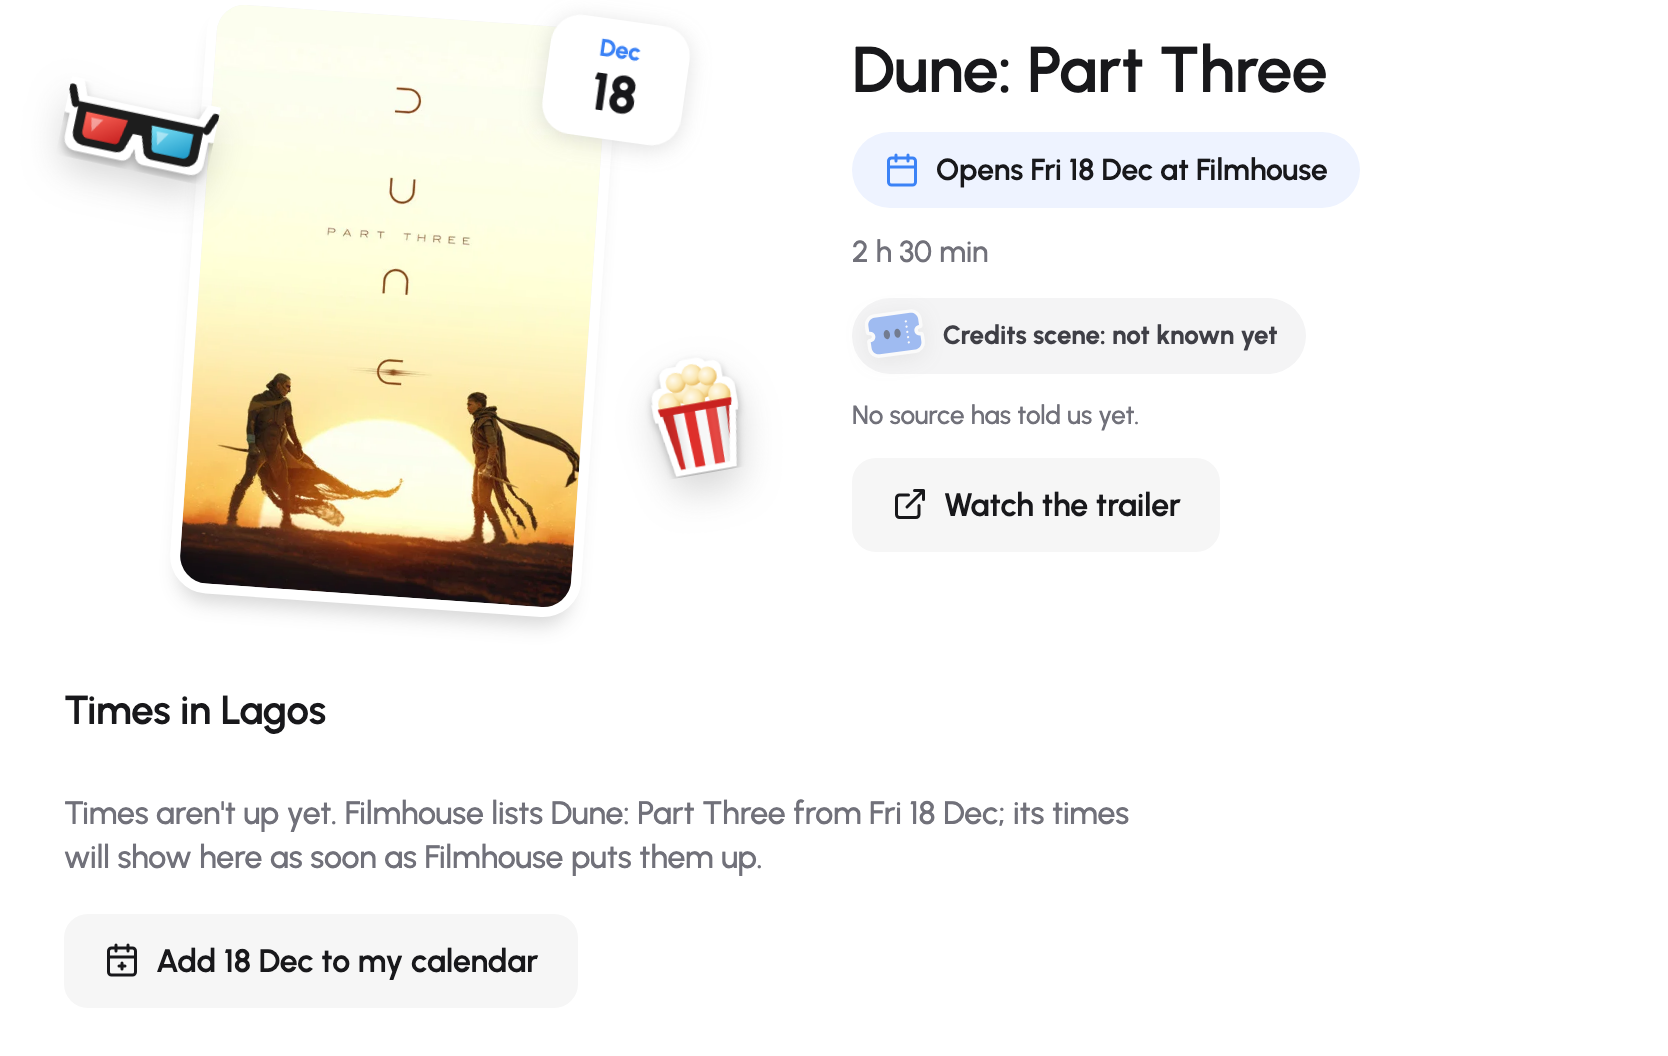 Dec
18
D
U
PART THREE
N
E
Dune: Part Three
Opens Fri 18 Dec at Filmhouse
2 h 30 min
Credits scene: not known yet
No source has told us yet.
Watch the trailer
Times in Lagos
Times aren't up yet. Filmhouse lists Dune: Part Three from Fri 18 Dec; its times
will show here as soon as Filmhouse puts them up.
Add 18 Dec to my calendar